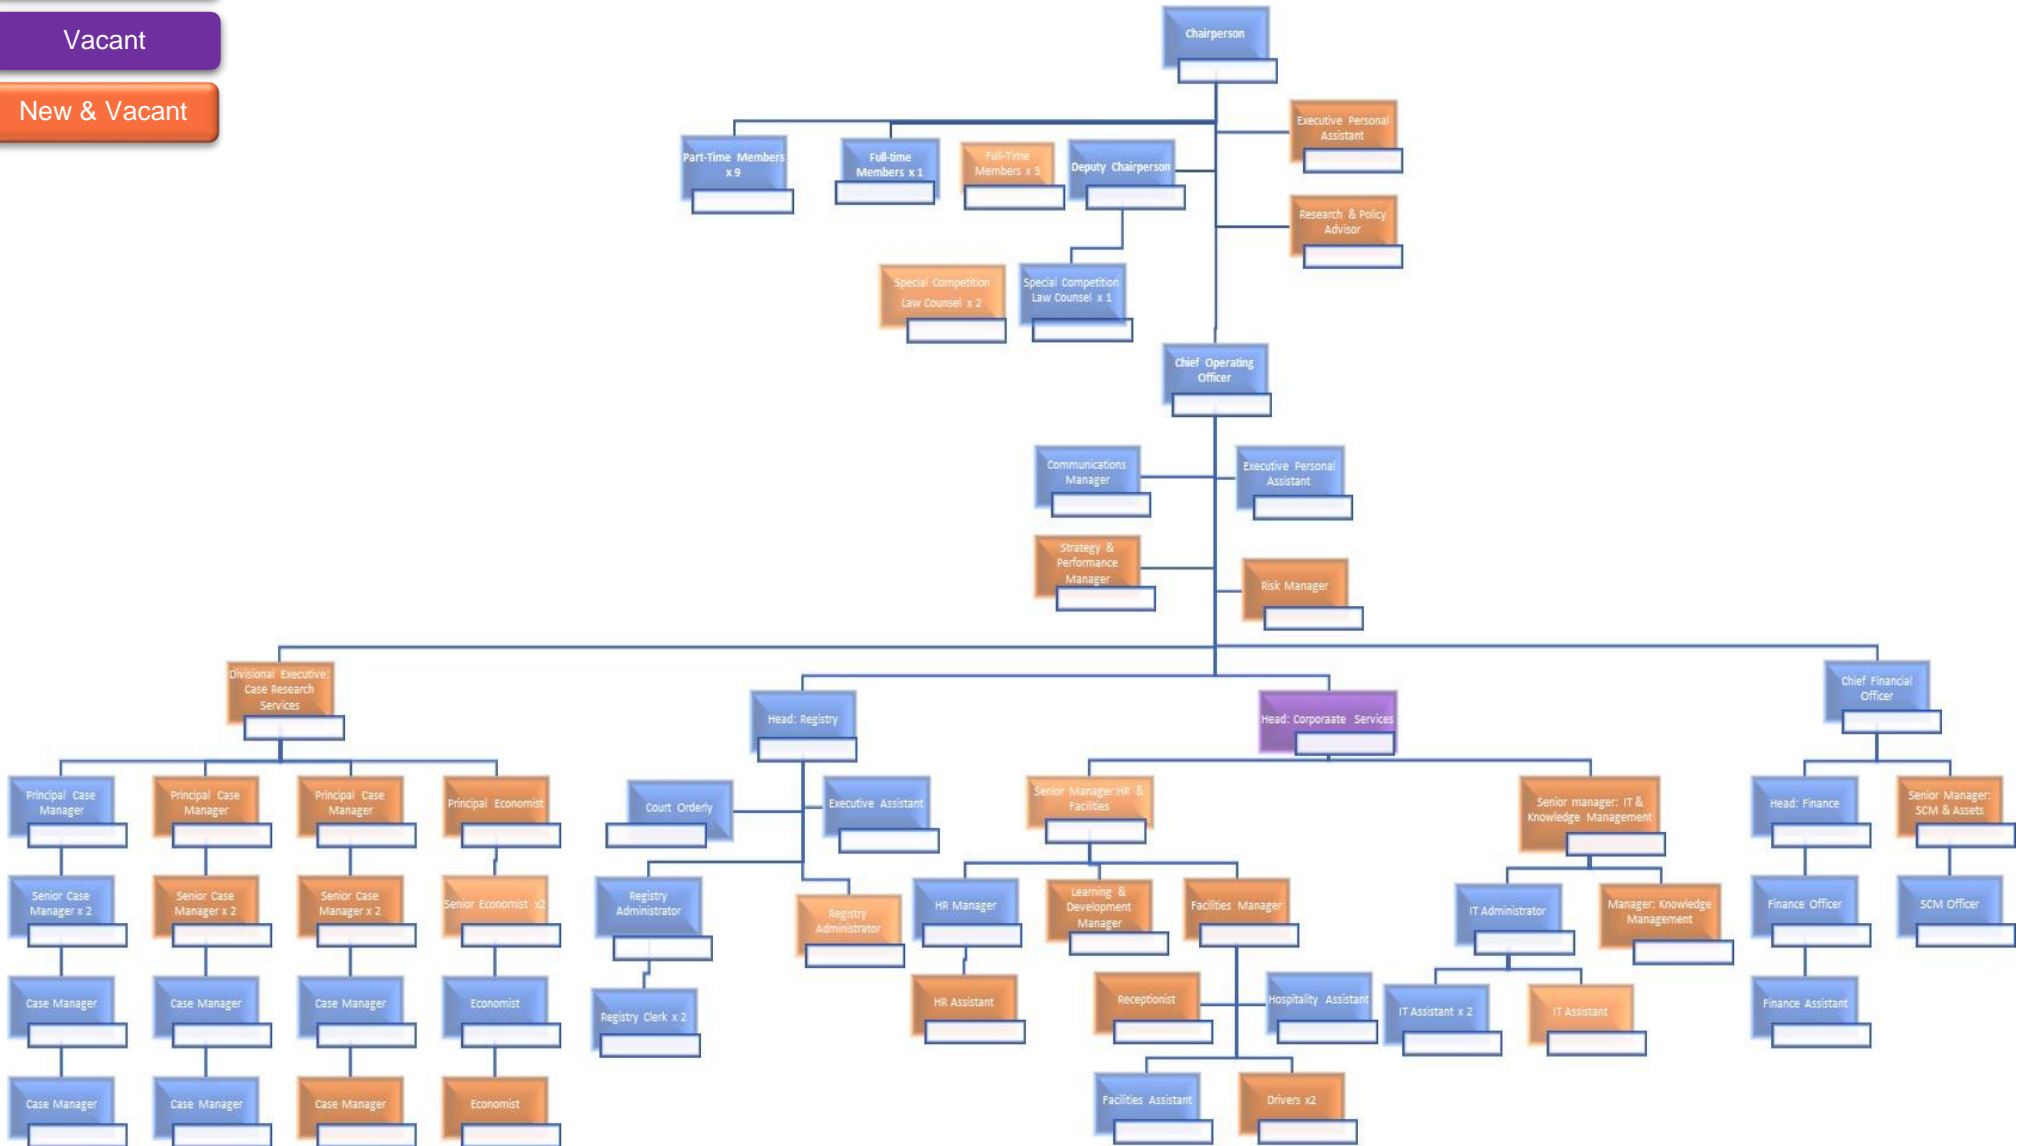 Vacant
New & Vacant
Chairperson
Executive Personal
Assistant
Part-Time Members
x 9
Full-time
Members x 1
Full-Time
Members x 3
Deputy Chairperson
Research & Policy
Advisor
Special Competition
Law Counsel x 2
Special Competition
Law Counsel x 1
Chief Operating
Officer
Communications
Manager
Executive Personal
Assistant
Strategy &
Performance
Manager
Risk Manager
Divisional Executive:
Case Research
Services
Head: Registry
Head: Corporaate Services
Chief Financial
Officer
Principal Case
Manager
Principal Case
Manager
Principal Case
Manager
Principal Economist
Court Orderly
Executive Assistant
Senior Manager:HR &
Facilities
Senior manager: IT &
Knowledge Management
Head: Finance
Senior Manager:
SCM & Assets
Senior Case
Manager x 2
Senior Case
Manager x 2
Senior Case
Manager x 2
Senior Economist x2
Registry
Administrator
Registry
Administrator
HR Manager
Learning &
Development
Manager
Facilities Manager
IT Administrator
Manager: Knowledge
Management
Finance Officer
SCM Officer
Case Manager
Case Manager
Case Manager
Economist
Registry Clerk x 2
HR Assistant
Receptionist
Hospitality Assistant
IT Assistant x 2
IT Assistant
Finance Assistant
Case Manager
Case Manager
Case Manager
Economist
Facilities Assistant
Drivers x2